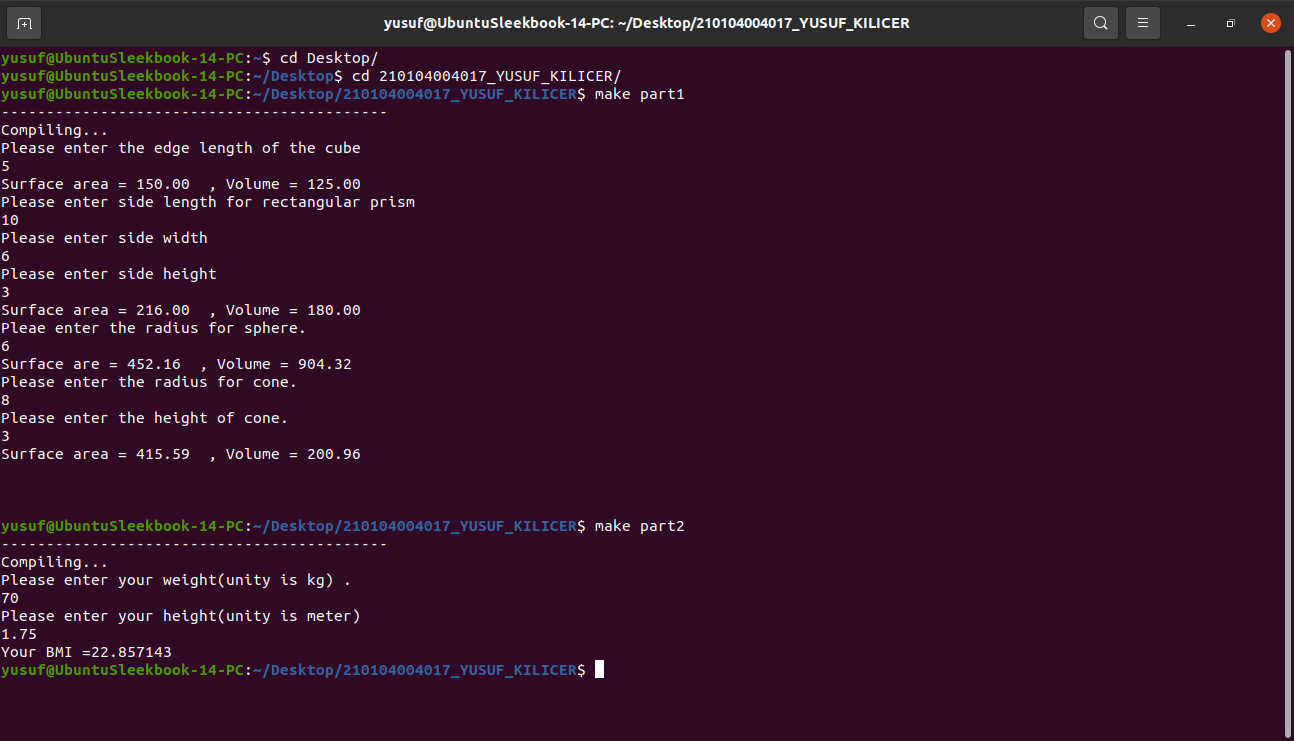 yusuf@UbuntuSleekbook-14-PC: ~/Desktop/210104004017_YUSUF_KILICER
yusuf@UbuntuSleekbook-14-PC:~$ cd Desktop/
yusuf@UbuntuSleekbook-14-PC:~/Desktop$ cd 210104004017_YUSUF_KILICER/
yusuf@UbuntuSleekbook-14-PC:~/Desktop/210104004017_YUSUF_KILICER$ make part1
-------------------------------------------
Compiling...
Please enter the edge length of the cube
5
Surface area = 150.00  , Volume = 125.00
Please enter side length for rectangular prism
10
Please enter side width
6
Please enter side height
3
Surface area = 216.00  , Volume = 180.00
Pleae enter the radius for sphere.
6
Surface are = 452.16  , Volume = 904.32
Please enter the radius for cone.
8
Please enter the height of cone.
3
Surface area = 415.59  , Volume = 200.96
yusuf@UbuntuSleekbook-14-PC:~/Desktop/210104004017_YUSUF_KILICER$ make part2
-------------------------------------------
Compiling...
Please enter your weight(unity is kg) .
70
Please enter your height(unity is meter)
1.75
Your BMI =22.857143
yusuf@UbuntuSleekbook-14-PC:~/Desktop/210104004017_YUSUF_KILICER$